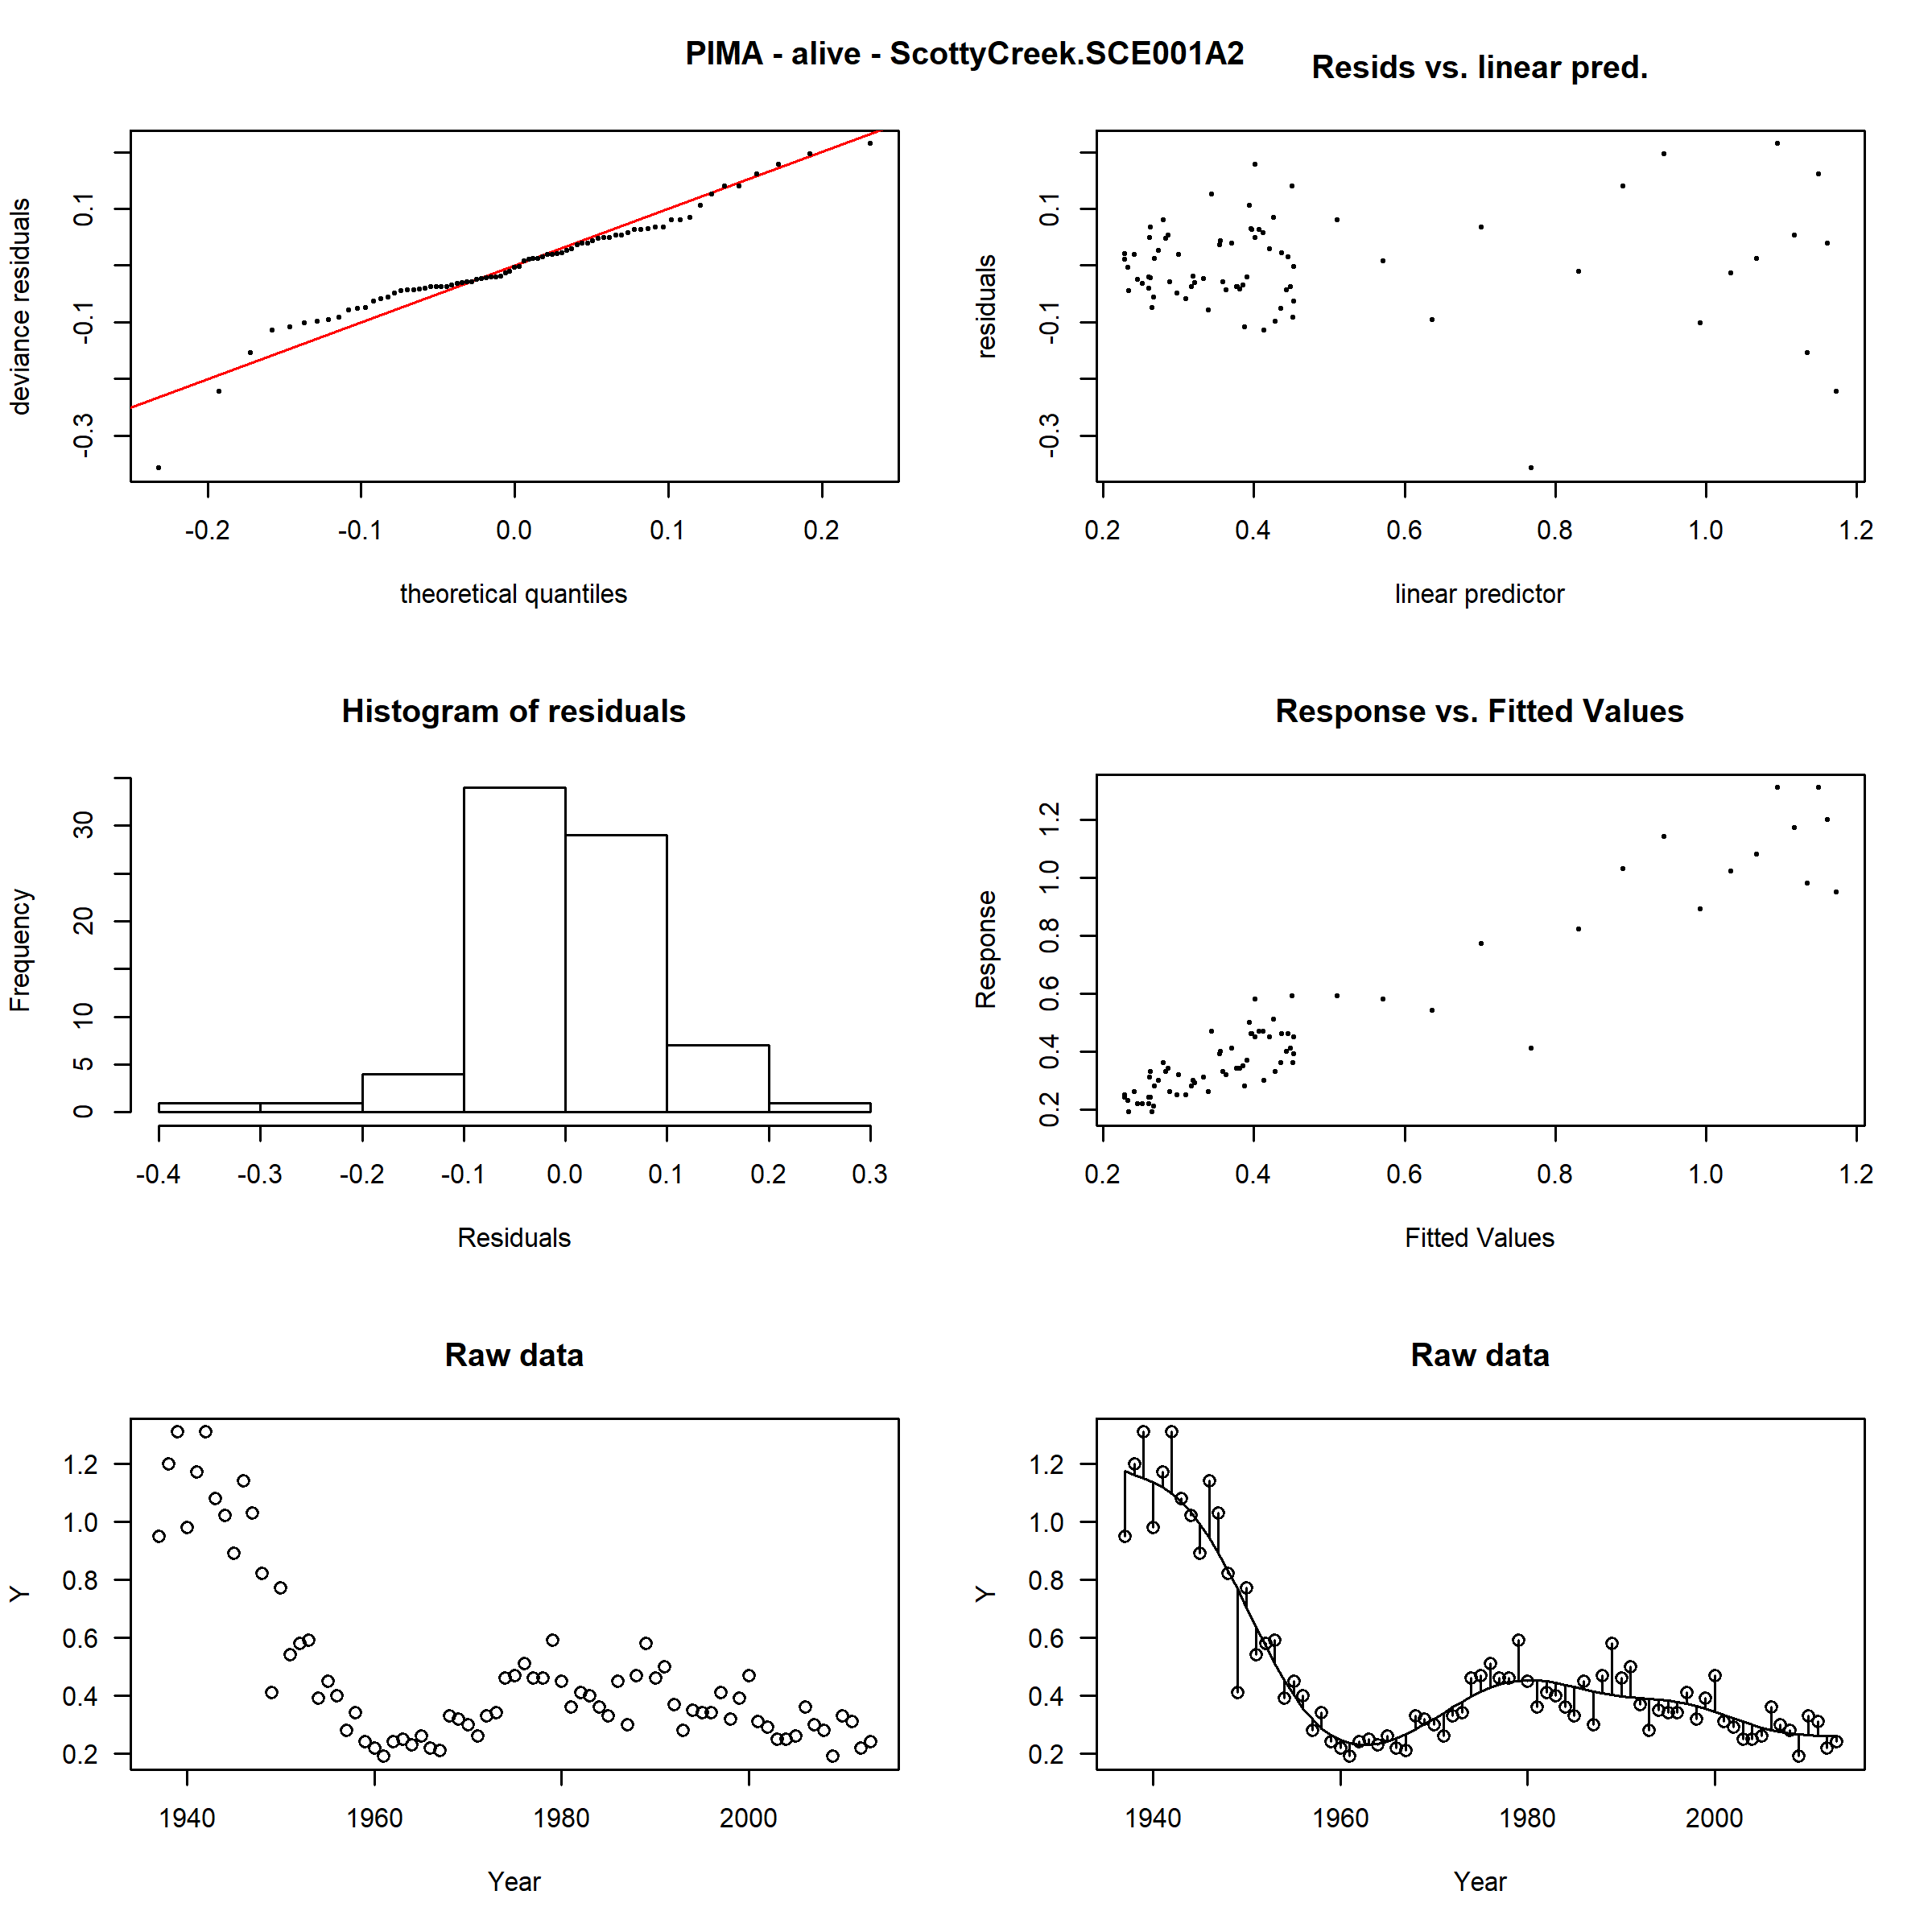 PIMA - alive - ScottyCreek.SCE001A2
Resids vs. linear pred.
deviance residuals
0.1
-0.1
-0.3
-0.2 -0.1 0.0 0.1 0.2
theoretical quantiles
residuals
0.1
-0.1
-0.3
0.2 0.4 0.6 0.8 1.0 1.2
linear predictor
Histogram of residuals
Frequency
30
20
10
5
0
-0.4 -0.3 -0.2 -0.1 0.0 0.1 0.2 0.3
Residuals
Response vs. Fitted Values
Response
1.2
1.0
0.8
0.6
0.4
0.2
0.2 0.4 0.6 0.8 1.0 1.2
Fitted Values
Raw data
Y
1.2
1.0
0.8
0.6
0.4
0.2
1940 1960 1980 2000
Year
Raw data
Y
1.2
1.0
0.8
0.6
0.4
0.2
1940 1960 1980 2000
Year